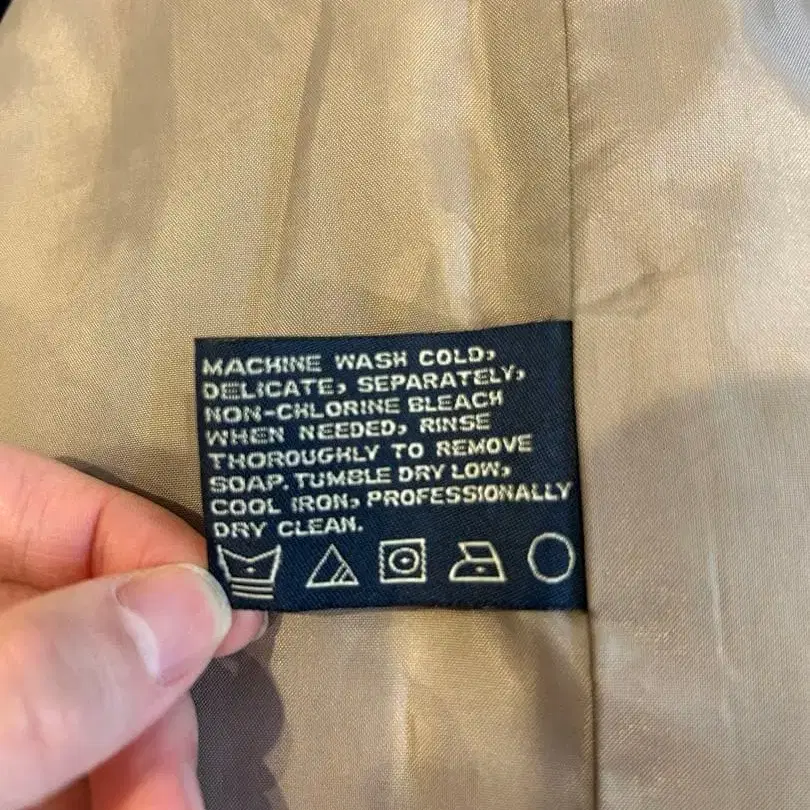 MACHINE WASH COLD,
DELICATE, SEPARATELY,
NON-CHLORINE BLEACH
WHEN NEEDED, RINSE
THOROUGHLY TO REMOVE
SOAP. TUMBLE DRY LOW,
COOL IRON, PROFESSIONALLY
DRY CLEAN.